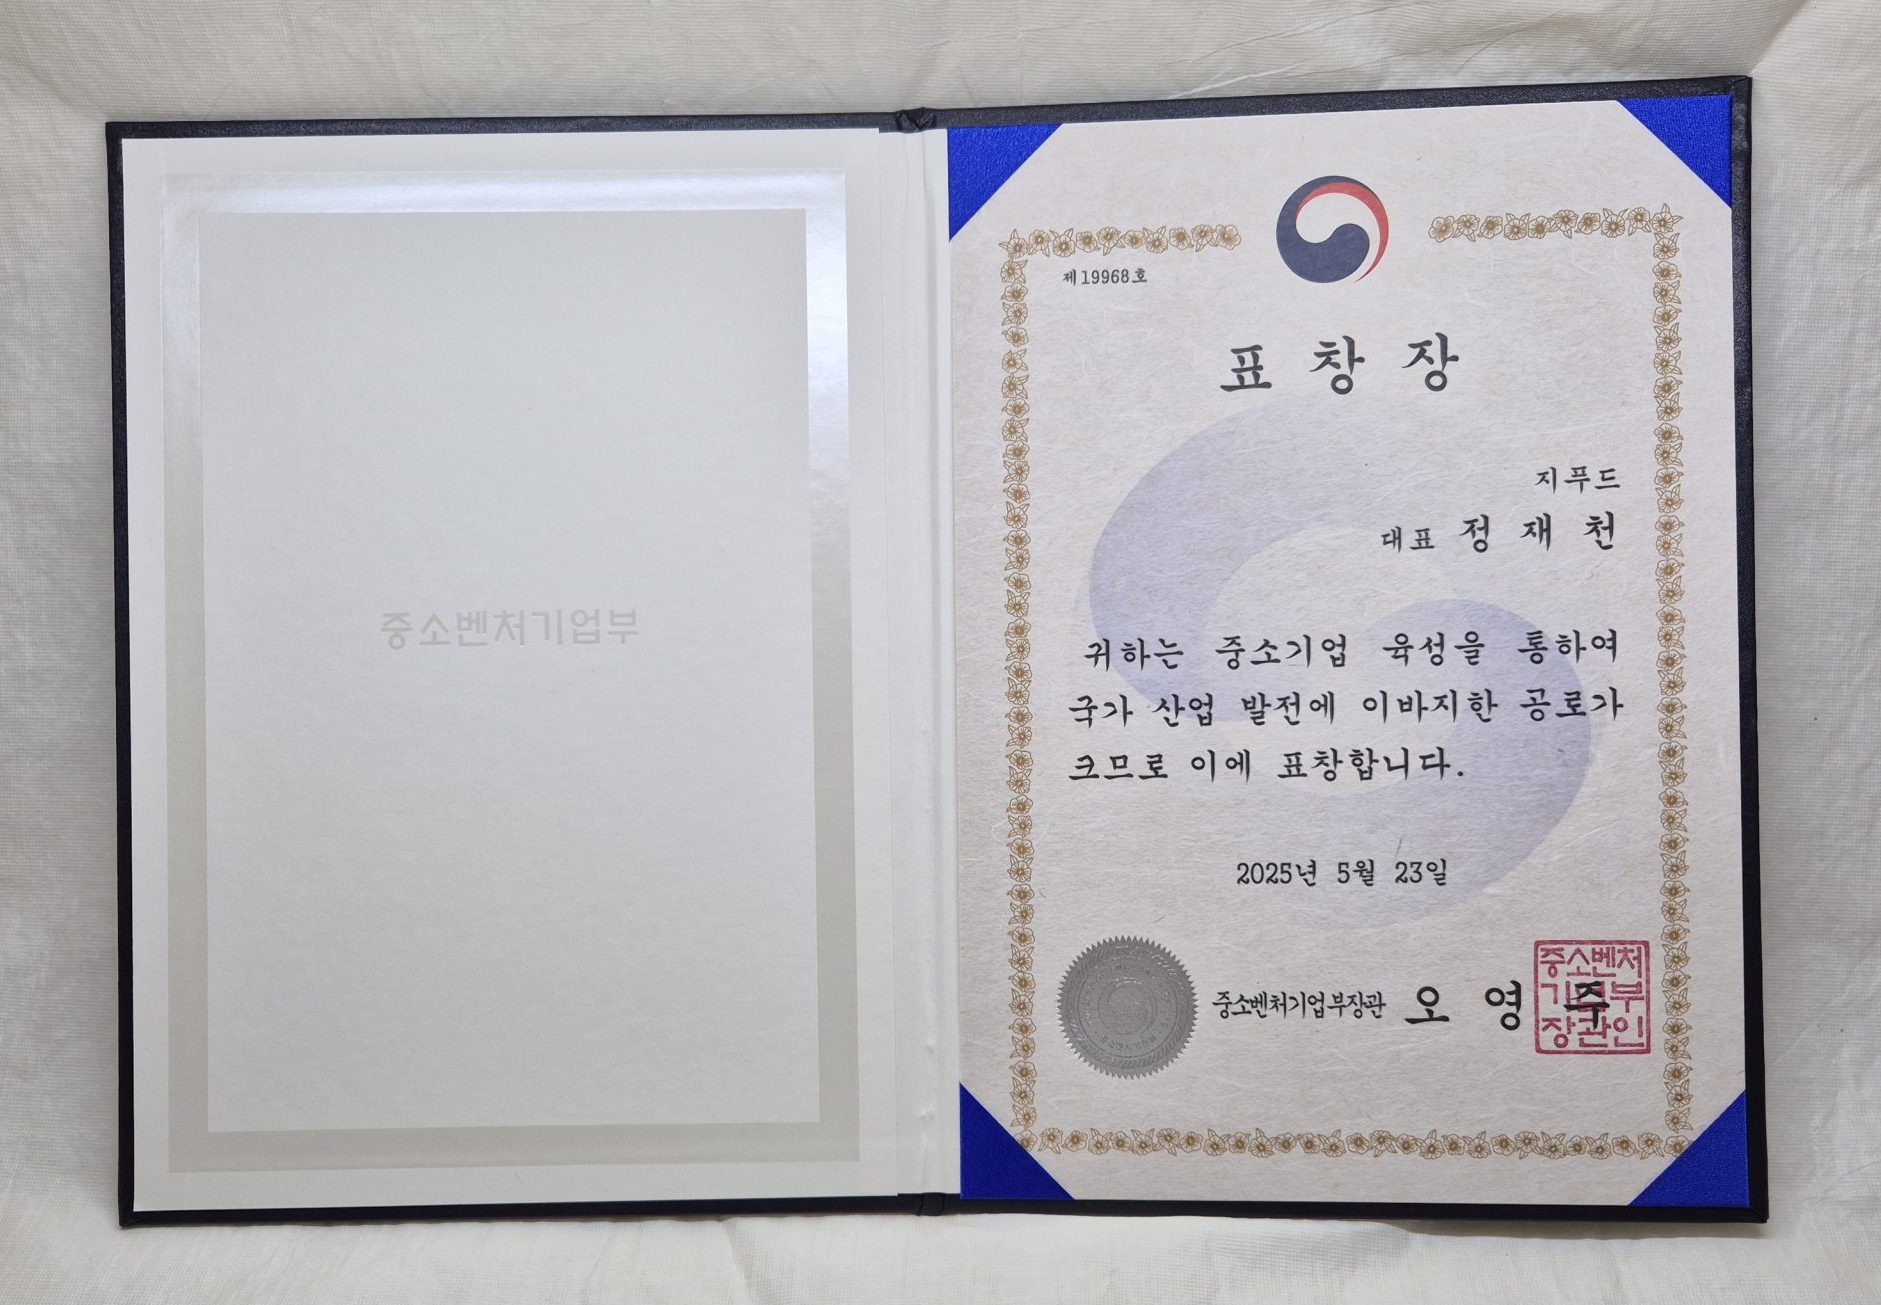 중소벤처기업부
제19968호
표창장
지푸드
대표 정재천
귀하는 중소기업 육성을 통하여
국가 산업 발전에 이바지한 공로가
크므로 이에 표창합니다.
2025년 5월 23일
중소벤처기업부장관 오영주
중소벤처
기업부
장관인